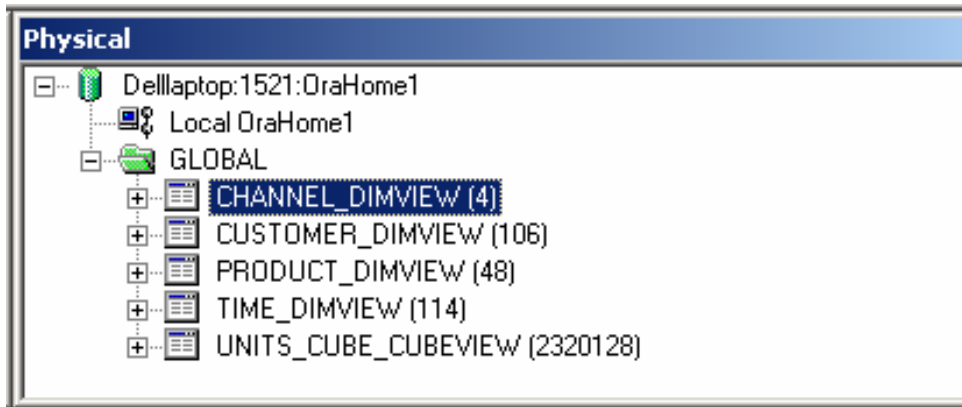 Physical
Delllaptop:1521:OraHome1
Local OraHome1
GLOBAL
CHANNEL_DIMVIEW (4)
CUSTOMER_DIMVIEW (106)
PRODUCT_DIMVIEW (48)
TIME_DIMVIEW (114)
UNITS_CUBE_CUBEVIEW (2320128)